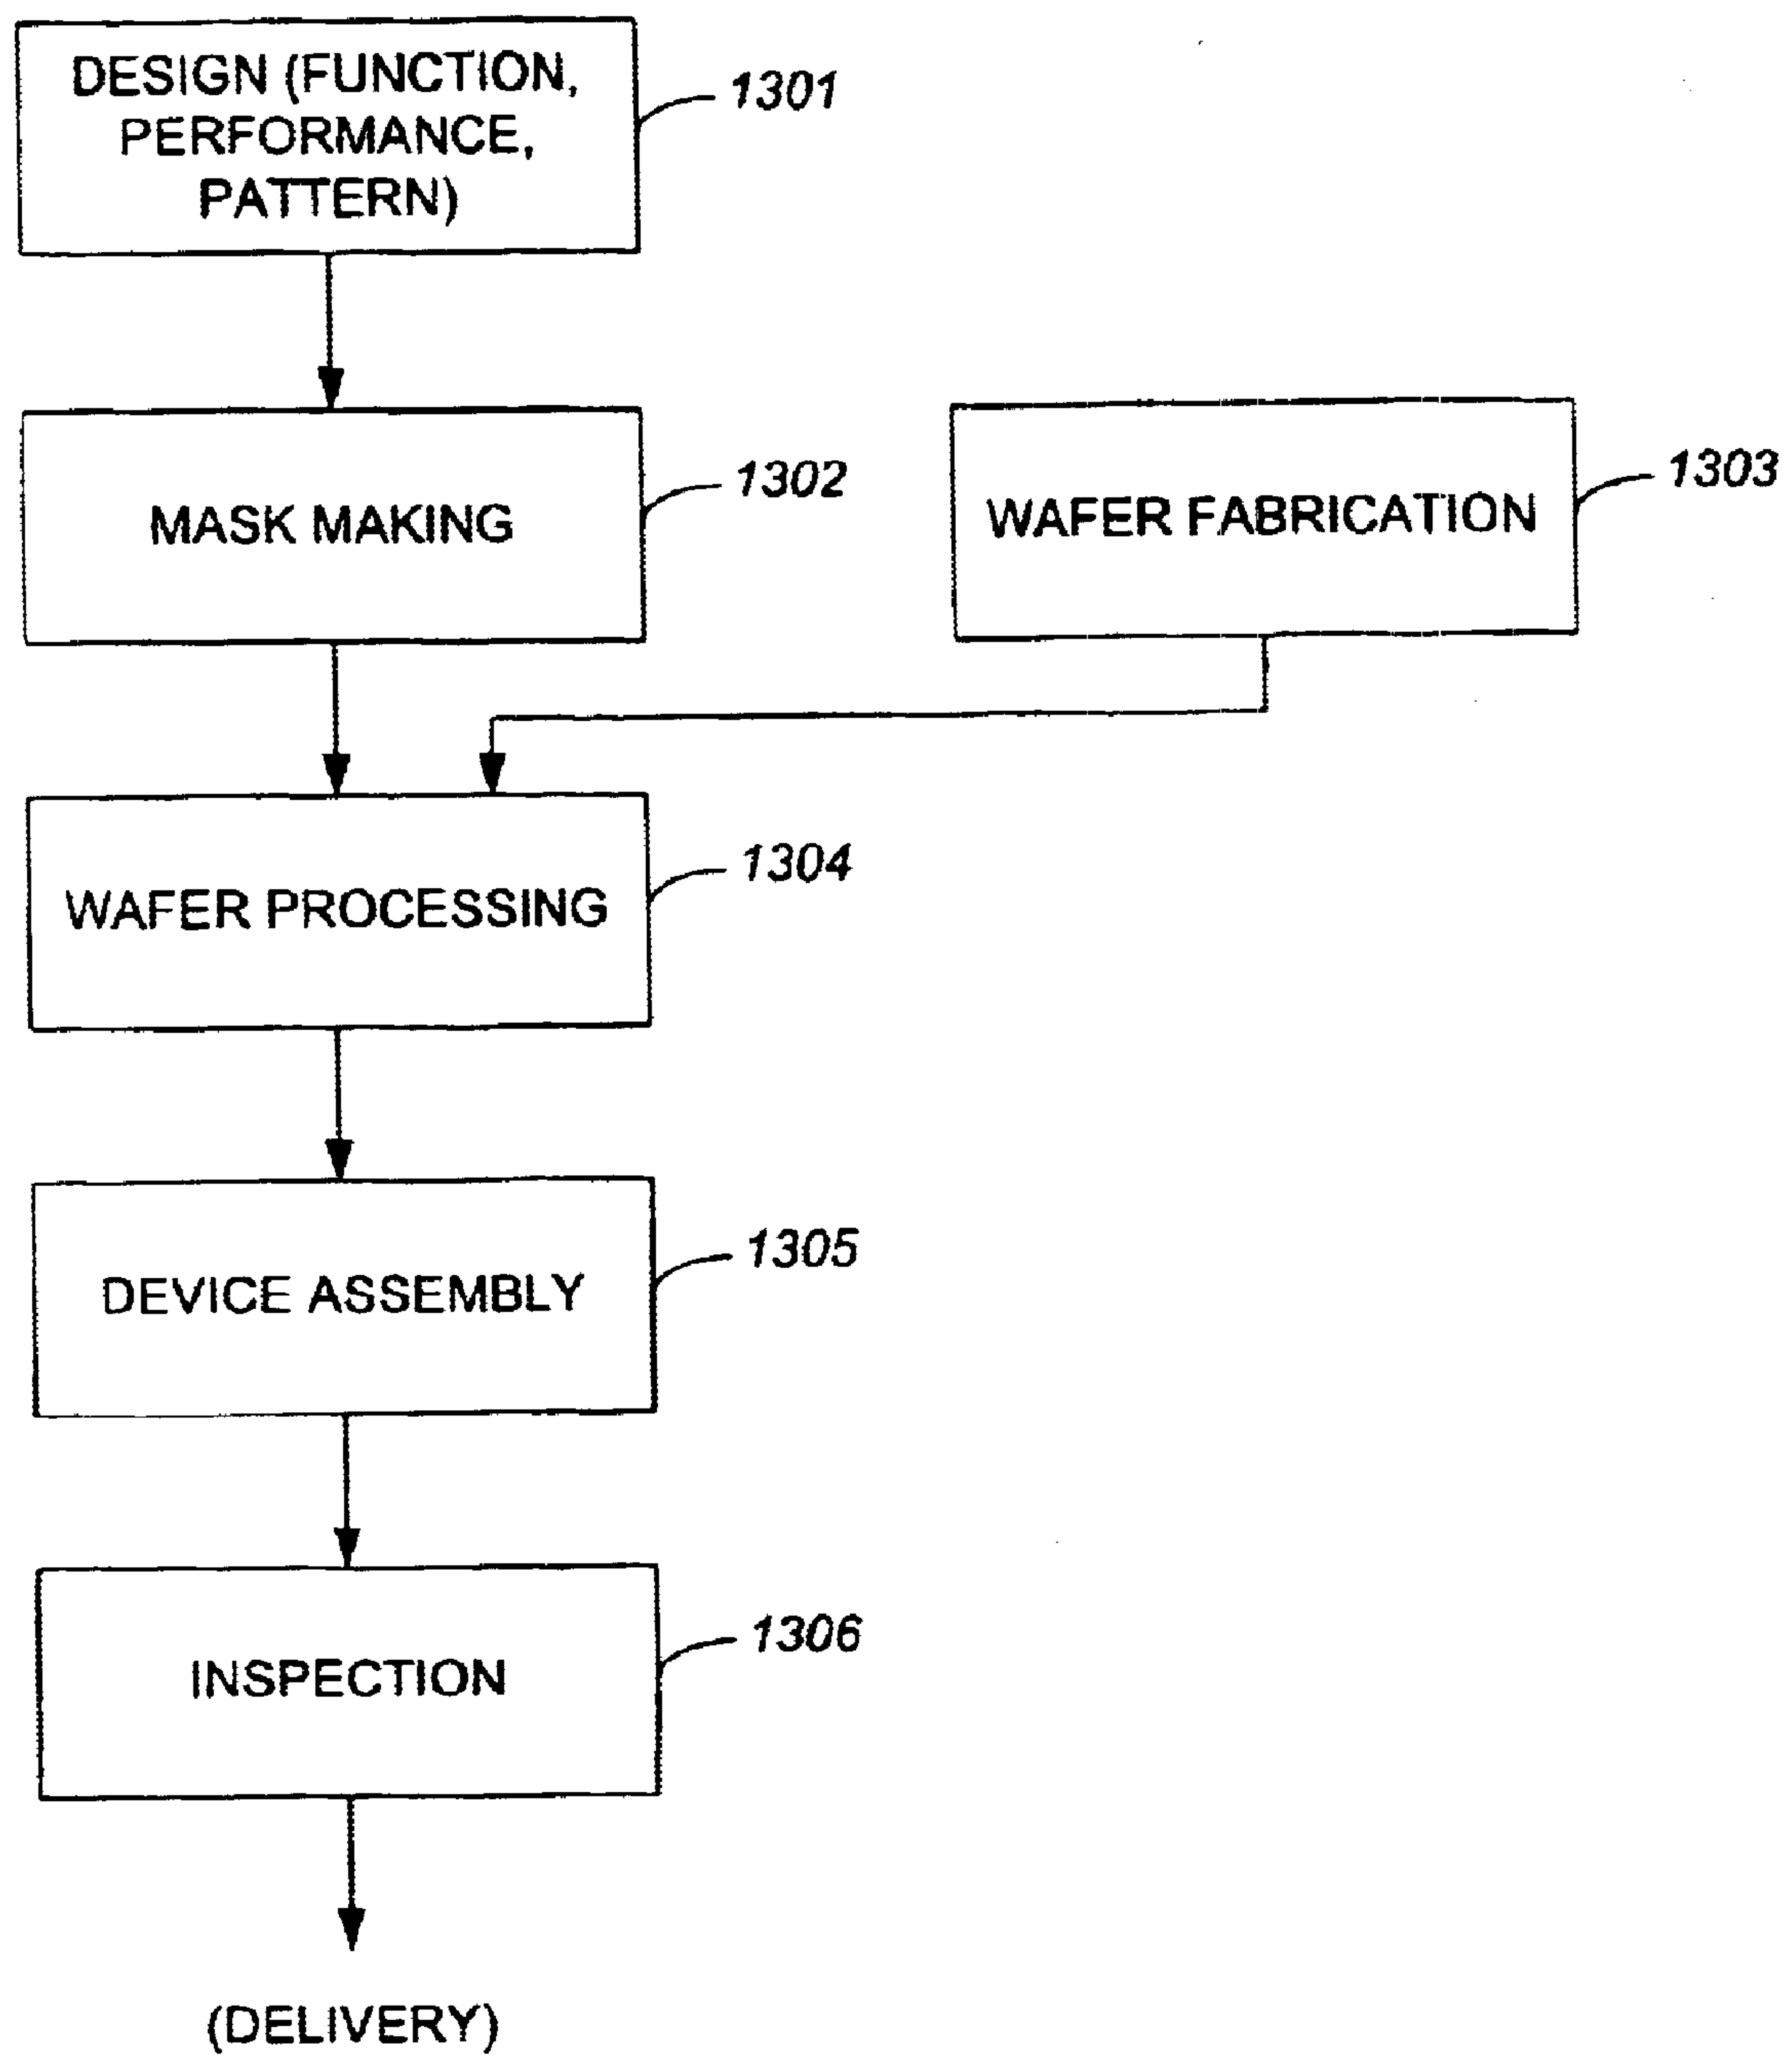 DESIGN (FUNCTION,
PERFORMANCE,
PATTERN)
1301
MASK MAKING
1302
WAFER FABRICATION
1303
WAFER PROCESSING
1304
DEVICE ASSEMBLY
1305
INSPECTION
1306
(DELIVERY)